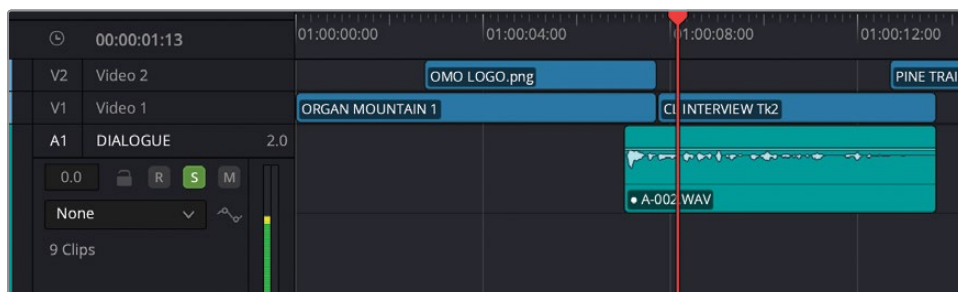 00:00:01:13
01:00:00:00 01:00:04:00 01:00:08:00 01:00:12:00
V2 Video 2 OMO LOGO.png PINE TRAI
V1 Video 1 ORGAN MOUNTAIN 1 INTERVIEW Tk2
A1 DIALOGUE 2.0
0.0 R S M
A-002.WAV
None
9 Clips